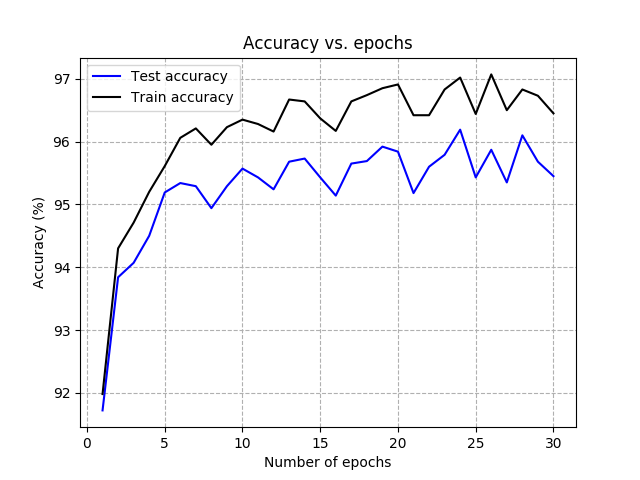 Accuracy vs. epochs
Test accuracy
Train accuracy
97
96
95
94
93
92
Accuracy (%)
0 5 10 15 20 25 30
Number of epochs